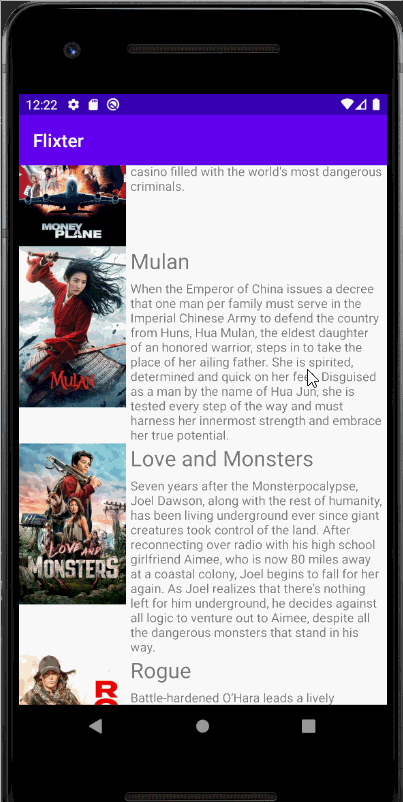 12:22
Flixter
casino filled with the world's most dangerous
criminals.
MONEY
PLANE
Mulan
When the Emperor of China issues a decree
that one man per family must serve in the
Imperial Chinese Army to defend the country
from Huns, Hua Mulan, the eldest daughter
of an honored warrior, steps in to take the
place of her ailing father. She is spirited,
determined and quick on her Disguised
as a man by the name of Hua Jun, she is
tested every step of the way and must
harness her innermost strength and embrace
her true potential.
MULAN
Love and Monsters
Seven years after the Monsterpocalypse,
Joel Dawson, along with the rest of humanity,
has been living underground ever since giant
creatures took control of the land. After
reconnecting over radio with his high school
girlfriend Aimee, who is now 80 miles away
at a coastal colony, Joel begins to fall for her
again. As Joel realizes that there's nothing
left for him underground, he decides against
all logic to venture out to Aimee, despite all
the dangerous monsters that stand in his
way.
LOVE AND
MONSTERS
Rogue
Battle-hardened O'Hara leads a lively
R